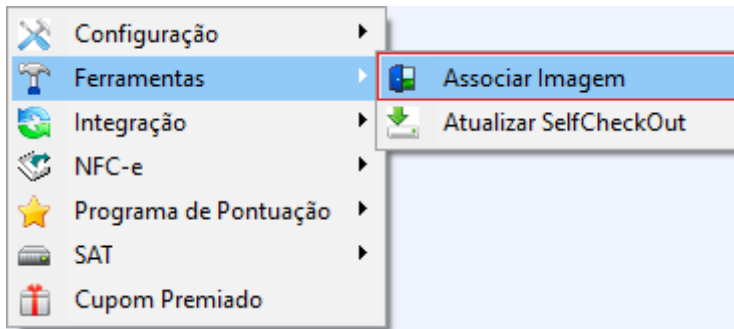 Configuração
Ferramentas
Integração
NFC-e
Programa de Pontuação
SAT
Cupom Premiado
Associar Imagem
Atualizar SelfCheckOut